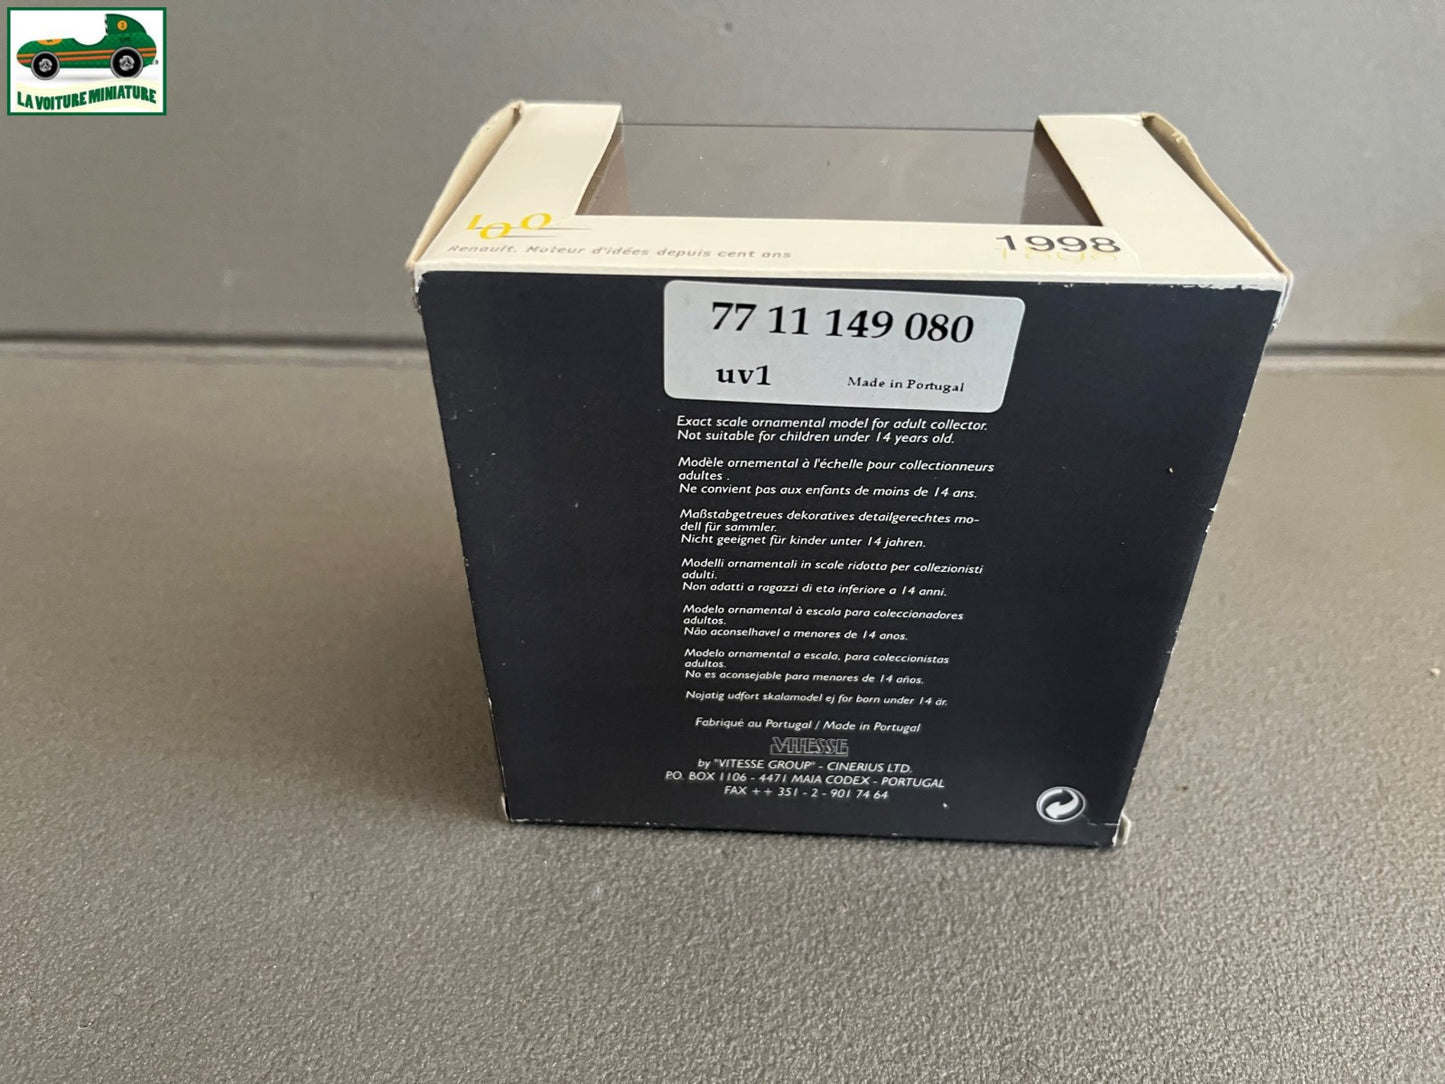 LA VOITURE MINIATURE
100
Renault. Moteur d'idées depuis cent ans
1998
1898
77 11 149 080
uv1 Made in Portugal
Exact scale ornamental model for adult collector.
Not suitable for children under 14 years old.
Modèle ornemental à l'échelle pour collectionneurs
adultes .
Ne convient pas aux enfants de moins de 14 ans.
Maßstabgetreues dekoratives detailgerechtes mo-
dell für sammler.
Nicht geeignet für kinder unter 14 jahren.
Modelli ornamentali in scale ridotta per collezionisti
adulti.
Non adatti a ragazzi di eta inferiore a 14 anni.
Modelo ornamental à escala para coleccionadores
adultos.
Não aconselhavel a menores de 14 anos.
Modelo ornamental a escala, para coleccionistas
adultos.
No es aconsejable para menores de 14 años.
Nojatig udfort skalamodel ej for born under 14 är.
Fabriqué au Portugal / Made in Portugal
VITESSE
by "VITESSE GROUP" - CINERIUS LTD.
P.O. BOX 1106 - 4471 MAIA CODEX - PORTUGAL
FAX + + 351 - 2 - 901 74 64